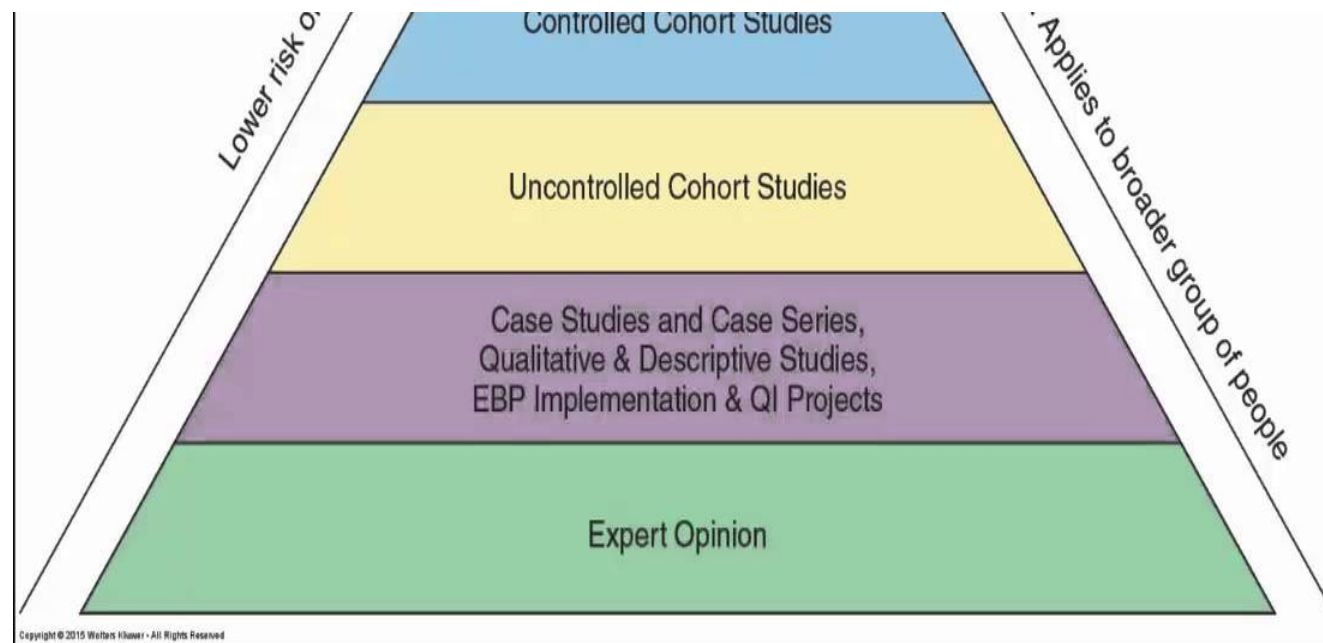 Controlled Cohort Studies
Lower risk
Applies to broader group of people
Uncontrolled Cohort Studies
Case Studies and Case Series,
Qualitative & Descriptive Studies,
EBP Implementation & QI Projects
Expert Opinion
Copyright © 2015 Wolters Kluwer - All Rights Reserved